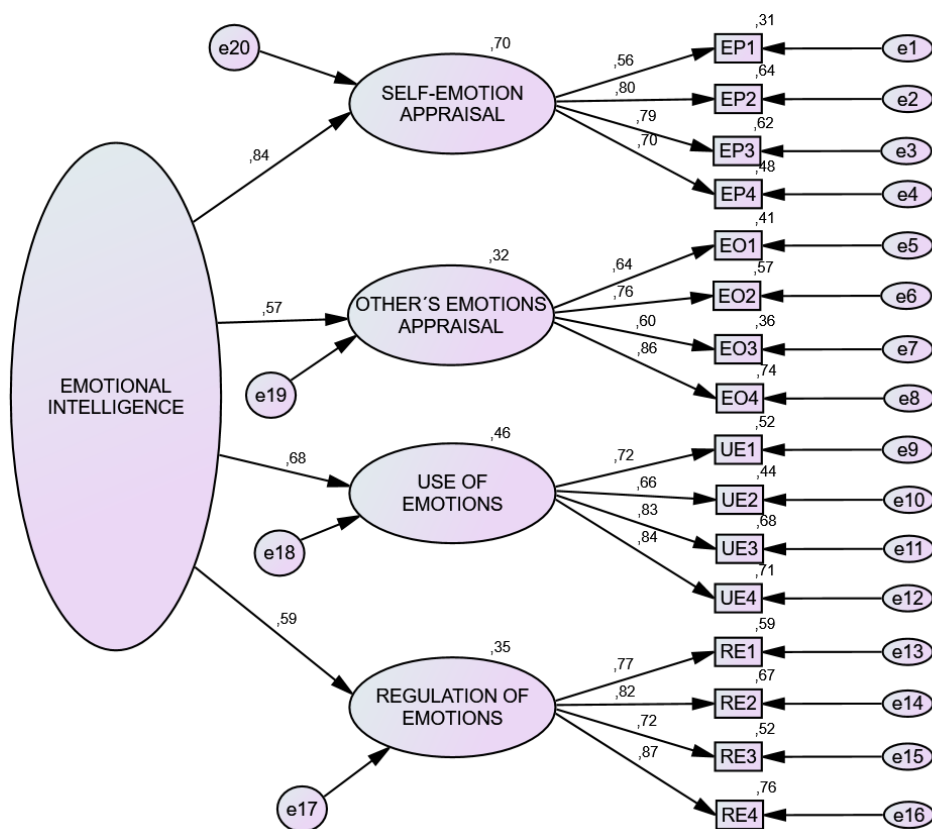 ,31
e20
,70
EP1
e1
,56
,64
SELF-EMOTION
APPRAISAL
,80
EP2
e2
,79
,62
,70
EP3
e3
,84
,48
EP4
e4
,41
EO1
e5
,32
,64
,57
,57
OTHER´S EMOTIONS
APPRAISAL
,76
EO2
e6
,60
,36
,86
EO3
e7
EMOTIONAL
INTELLIGENCE
e19
,74
EO4
e8
,52
,46
UE1
e9
,68
,72
,44
USE OF
EMOTIONS
,66
UE2
e10
,83
,68
,84
e18
UE3
e11
,71
UE4
e12
,59
,59
,35
RE1
e13
,77
,67
REGULATION OF
EMOTIONS
,82
RE2
e14
,72
,52
,87
RE3
e15
e17
,76
RE4
e16